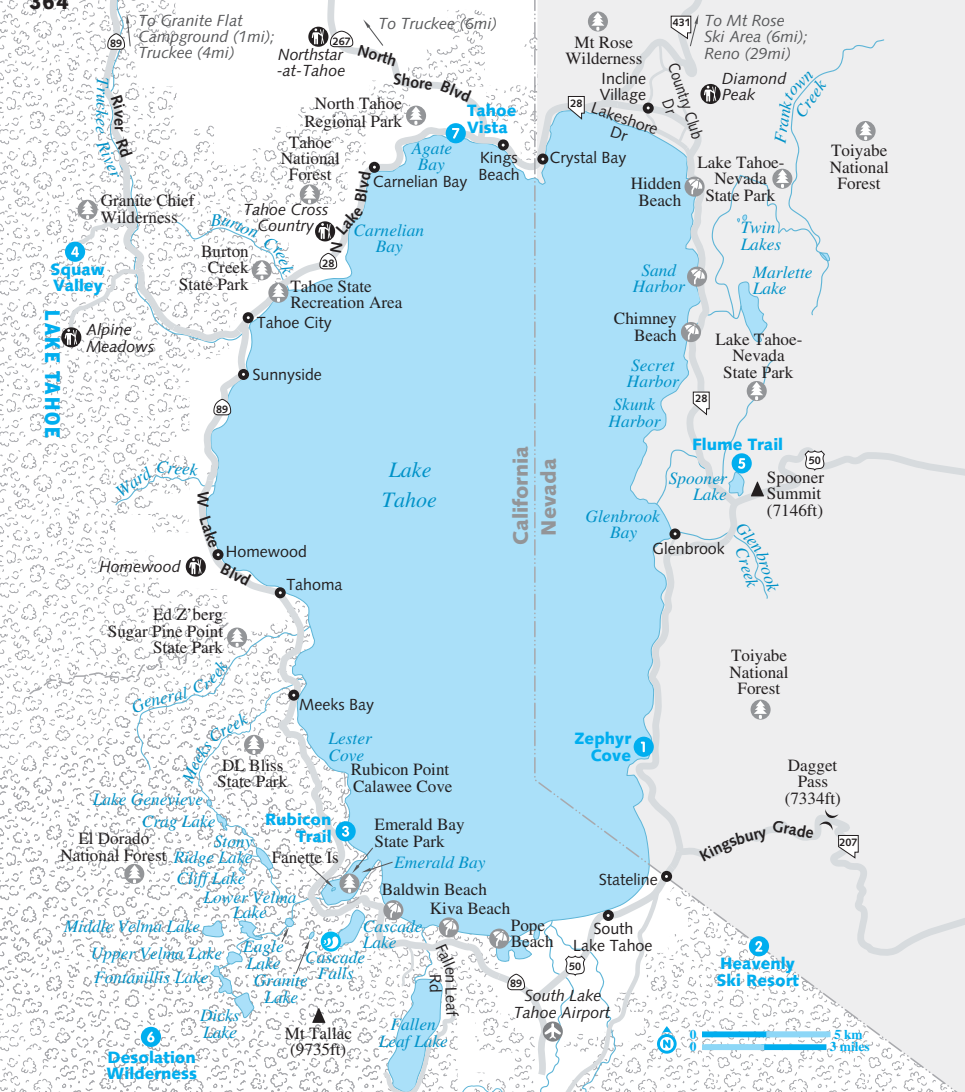 364
To Granite Flat
Campground (1mi);
Truckee (4mi)
89
To Truckee (6mi)
267
Northstar
-at-Tahoe
North
Shore Blvd
Mt Rose
Wilderness
431
To Mt Rose
Ski Area (6mi);
Reno (29mi)
Incline
Village
Country Club
Dr
Diamond
Peak
28
Lakeshore
Dr
Franktown
Creek
Toiyabe
National
Forest
Truckee River
River Rd
North Tahoe
Regional Park
7
Tahoe
Vista
Agate
Bay
Kings
Beach
Crystal Bay
Tahoe
National
Forest
Carnelian Bay
Hidden
Beach
Lake Tahoe-
Nevada
State Park
Granite Chief
Wilderness
Tahoe Cross
Country
N Lake Blvd
Carnelian
Bay
28
Burton Creek
Twin
Lakes
4
Squaw
Valley
Burton
Creek
State Park
Tahoe State
Recreation Area
Sand
Harbor
Marlette
Lake
LAKE TAHOE
Alpine
Meadows
Tahoe City
Chimney
Beach
Lake Tahoe-
Nevada
State Park
Sunnyside
Secret
Harbor
89
Skunk
Harbor
28
Flume Trail
5
50
Ward Creek
Lake
Tahoe
California
Nevada
Spooner
Lake
Spooner
Summit
(7146ft)
W Lake
Blvd
Glenbrook
Bay
Glenbrook
Glenbrook
Creek
Homewood
Homewood
Tahoma
Ed Z'berg
Sugar Pine Point
State Park
Toiyabe
National
Forest
General Creek
Meeks Bay
Meeks Creek
DL Bliss
State Park
Lester
Cove
Rubicon Point
Calawee Cove
Zephyr
Cove
1
Dagget
Pass
(7334ft)
Lake Genevieve
Crag Lake
Rubicon
Trail
3
Emerald Bay
State Park
Kingsbury Grade
207
El Dorado
National Forest
Stony
Ridge Lake
Fanette Is
Emerald Bay
Cliff Lake
Stateline
Lower Velma
Lake
Baldwin Beach
Kiva Beach
Middle Velma Lake
Cascade
Lake
Pope
Beach
South
Lake Tahoe
Upper Velma Lake
Eagle
Lake
Cascade
Falls
2
Heavenly
Ski Resort
Fontanillis Lake
Granite
Lake
Fallen Leaf
Rd
89
50
South Lake
Tahoe Airport
Dicks
Lake
Mt Tallac
(9735ft)
Fallen
Leaf Lake
6
Desolation
Wilderness
N
0 5 km
0 3 miles